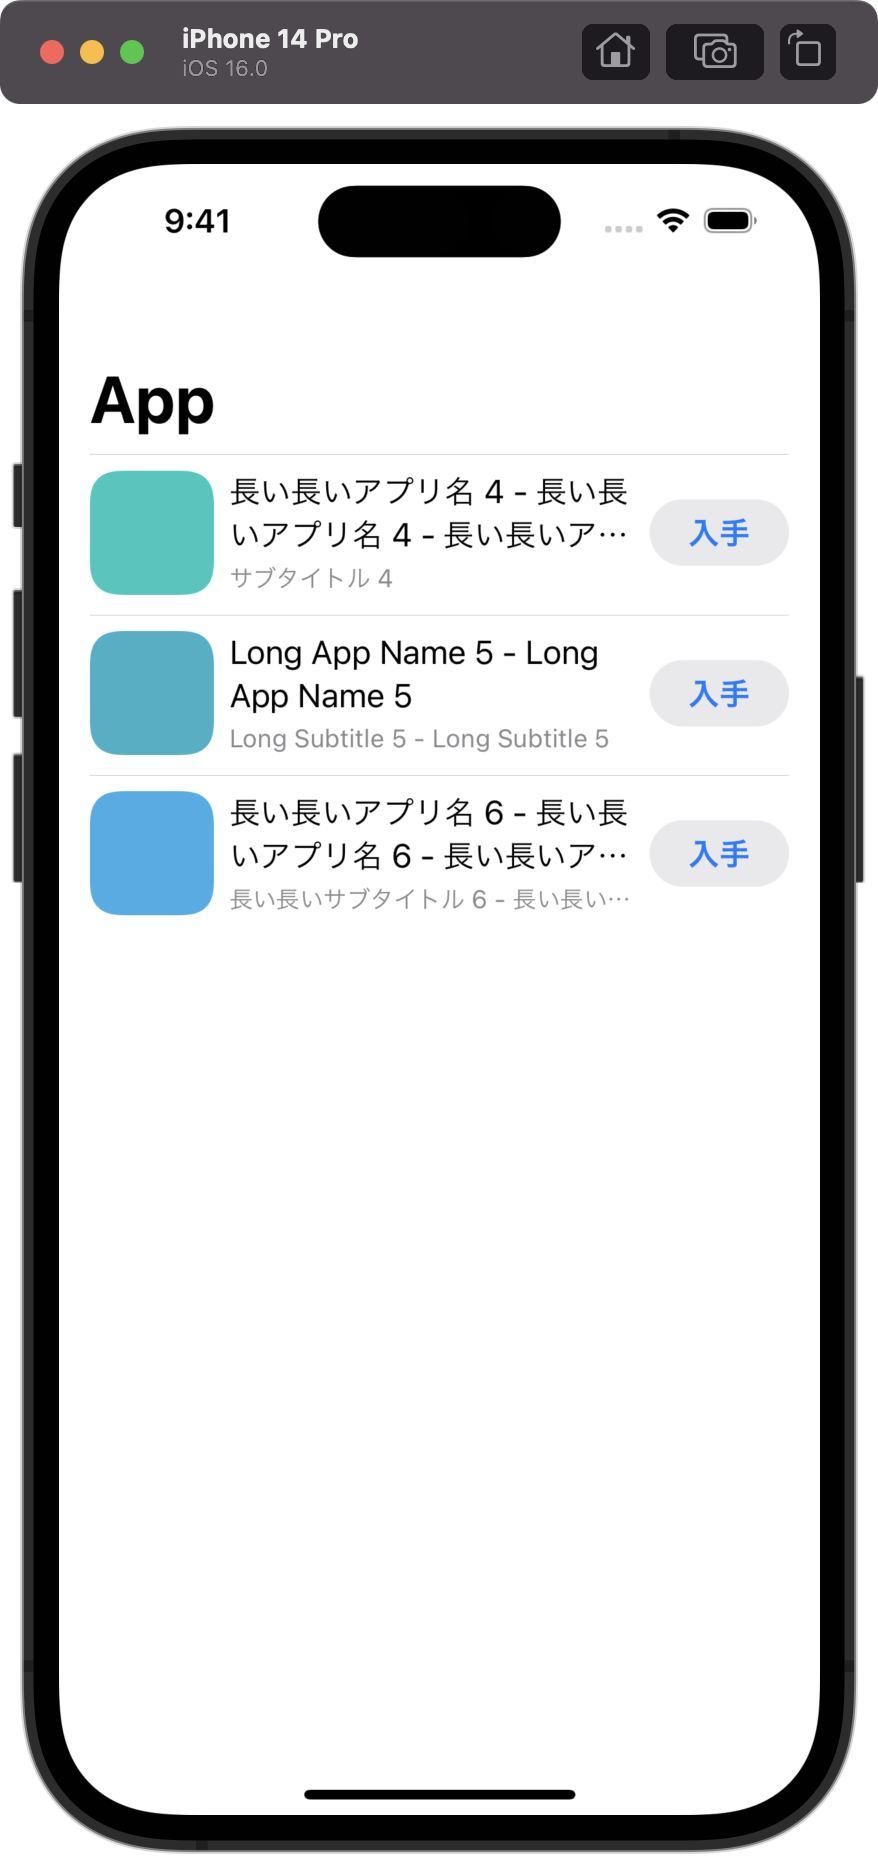 iPhone 14 Pro
iOS 16.0
9:41
App
長い長いアプリ名 4 - 長い長
いアプリ名 4 - 長い長いア…
サブタイトル 4
入手
Long App Name 5 - Long
App Name 5
Long Subtitle 5 - Long Subtitle 5
入手
長い長いアプリ名 6 - 長い長
いアプリ名 6 - 長い長いア…
長い長いサブタイトル 6 - 長い長い…
入手